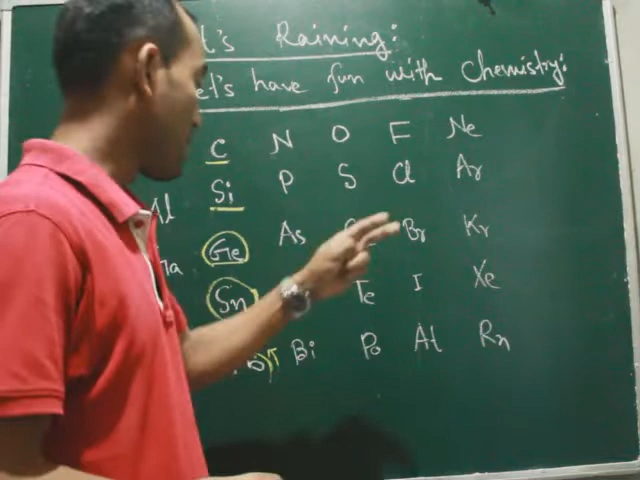 t's Raining:
et's have fun with Chemistry:
C N O F Ne
Al Si P S Cl Ar
Ge As Br Kr
Sn Te I Xe
Bi Po At Rn